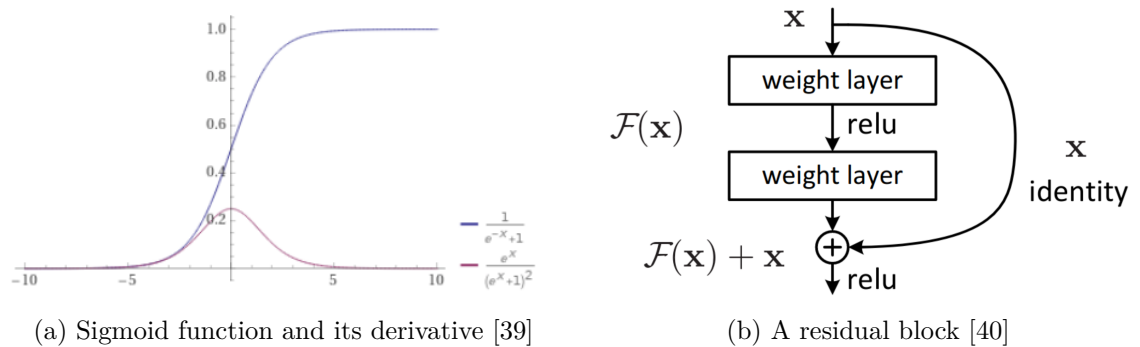 1.0
0.8
0.6
0.4
0.2
-10
-5
5
10
1 / (e^{-x}+1)
e^x / (e^x+1)^2
(a) Sigmoid function and its derivative [39]
x
weight layer
relu
F(x)
weight layer
x
identity
F(x) + x
+
relu
(b) A residual block [40]